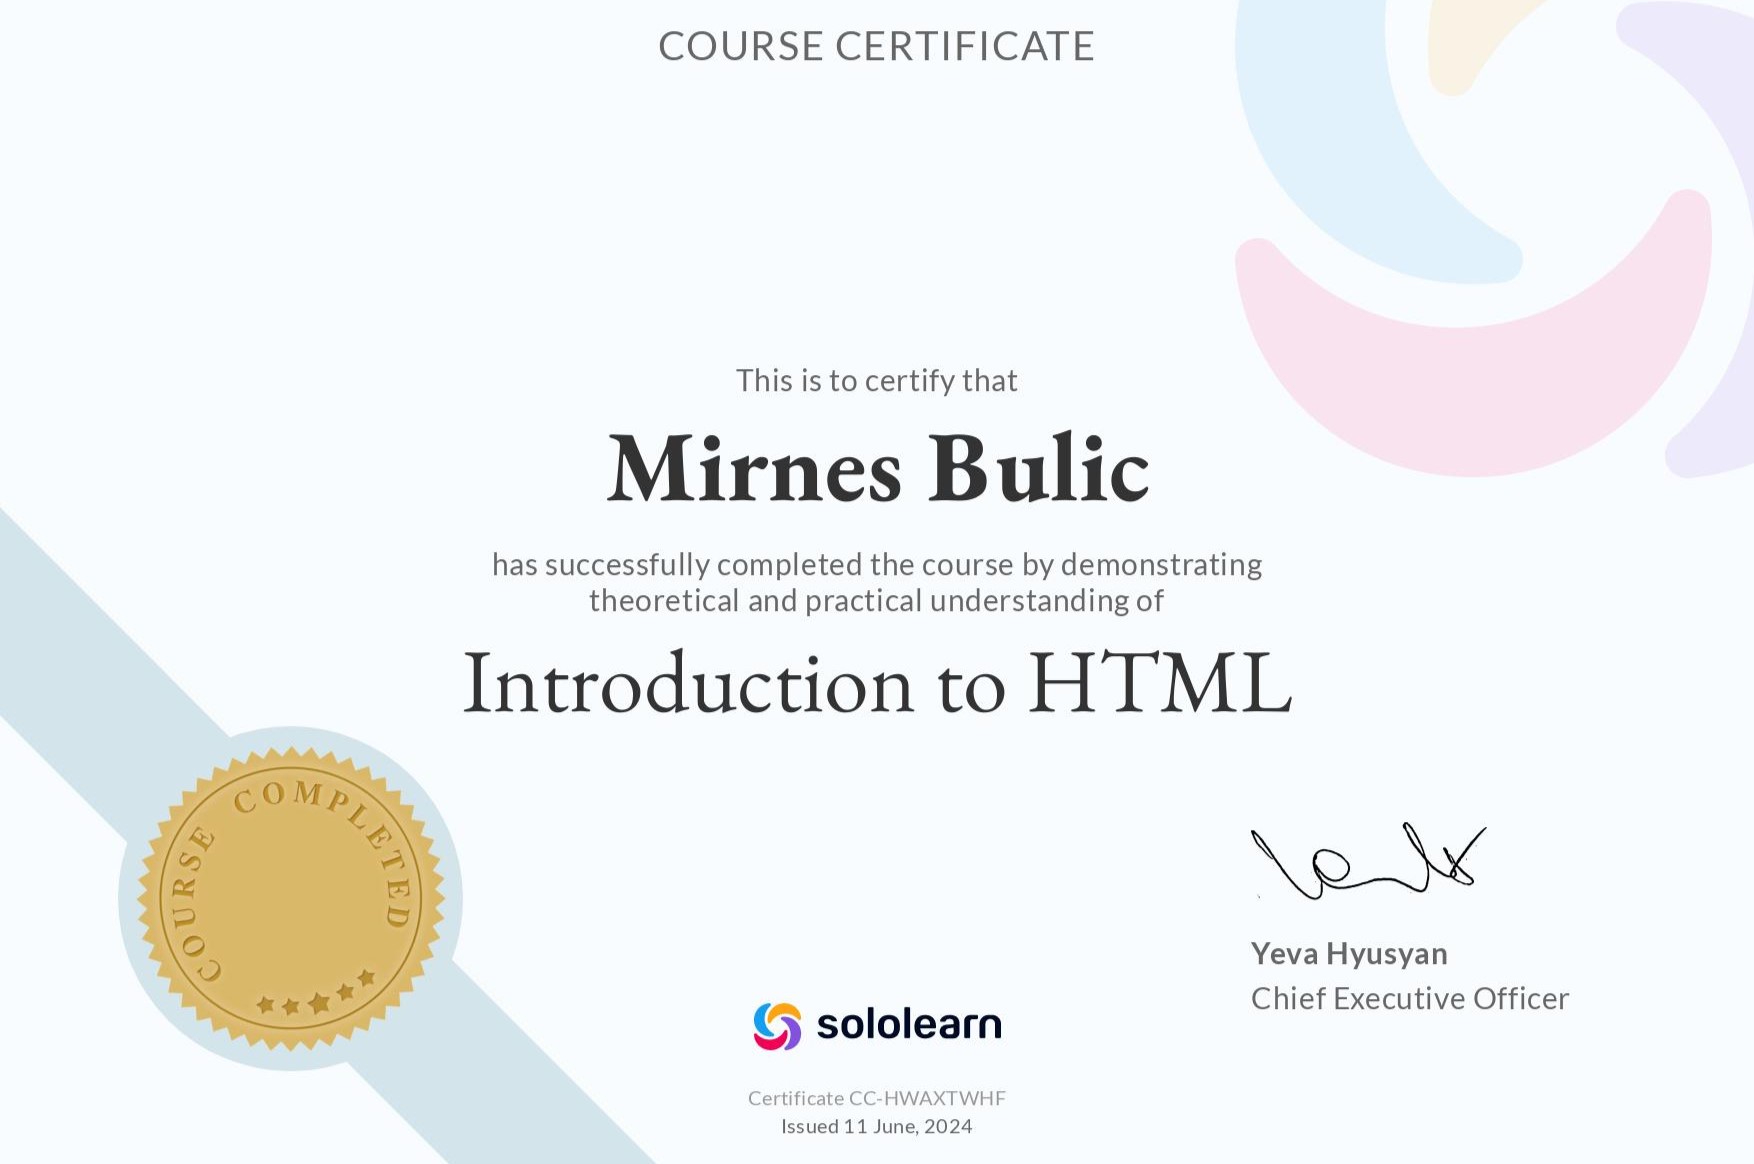 COURSE CERTIFICATE
This is to certify that
Mirnes Bulic
has successfully completed the course by demonstrating
theoretical and practical understanding of
Introduction to HTML
COURSE COMPLETED
Yeva Hyusyan
Chief Executive Officer
sololearn
Certificate CC-HWAXTWHF
Issued 11 June, 2024